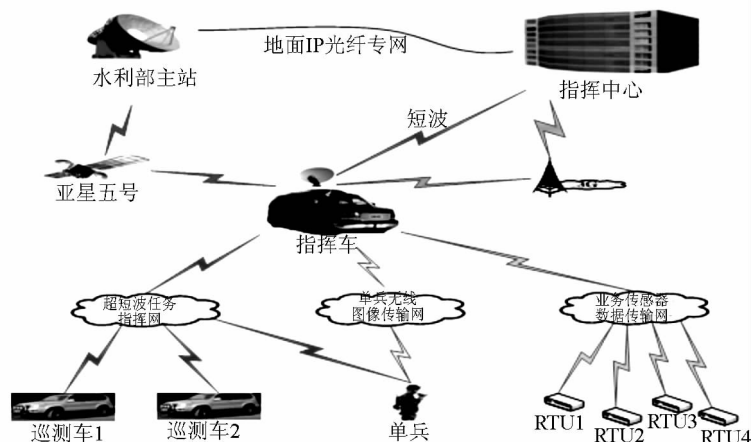 地面IP光纤专网
水利部主站
指挥中心
短波
亚星五号
3G
指挥车
超短波任务
指挥网
单兵无线
图像传输网
业务传感器
数据传输网
巡测车1
巡测车2
单兵
RTU1
RTU2
RTU3
RTU4